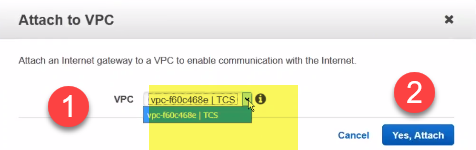 Attach to VPC
Attach an Internet gateway to a VPC to enable communication with the Internet.
1
VPC
vpc-f60c468e | TCS
vpc-f60c468e | TCS
2
Cancel
Yes, Attach